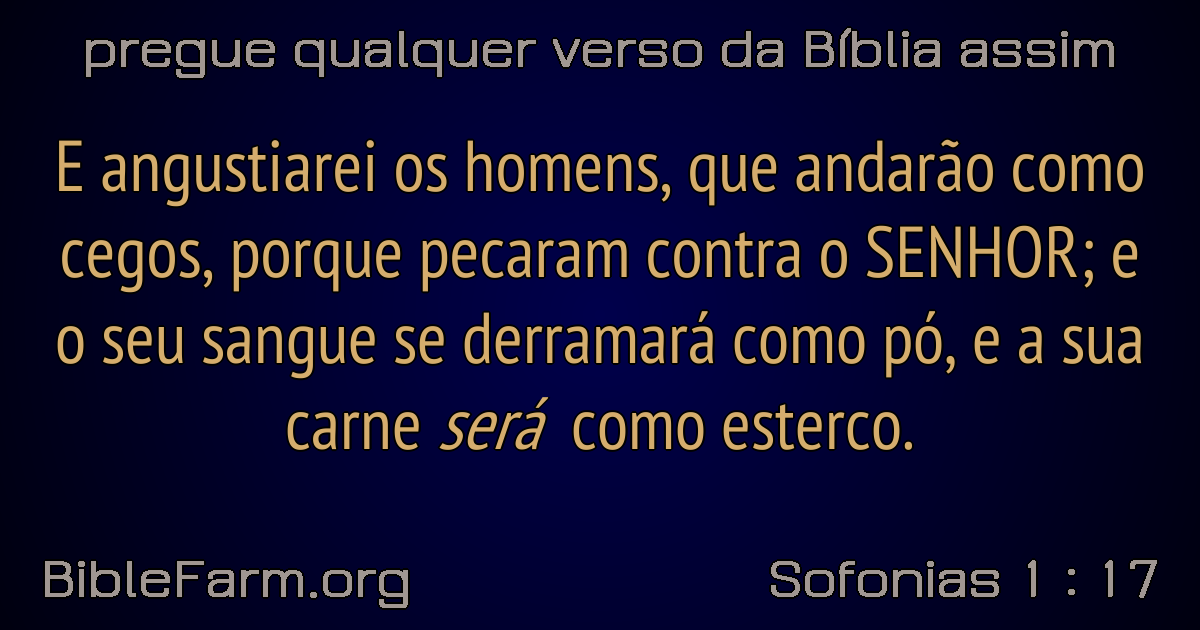 pregue qualquer verso da Bíblia assim
E angustiarei os homens, que andarão como
cegos, porque pecaram contra o SENHOR; e
o seu sangue se derramará como pó, e a sua
carne será como esterco.
BibleFarm.org
Sofonias 1 : 17